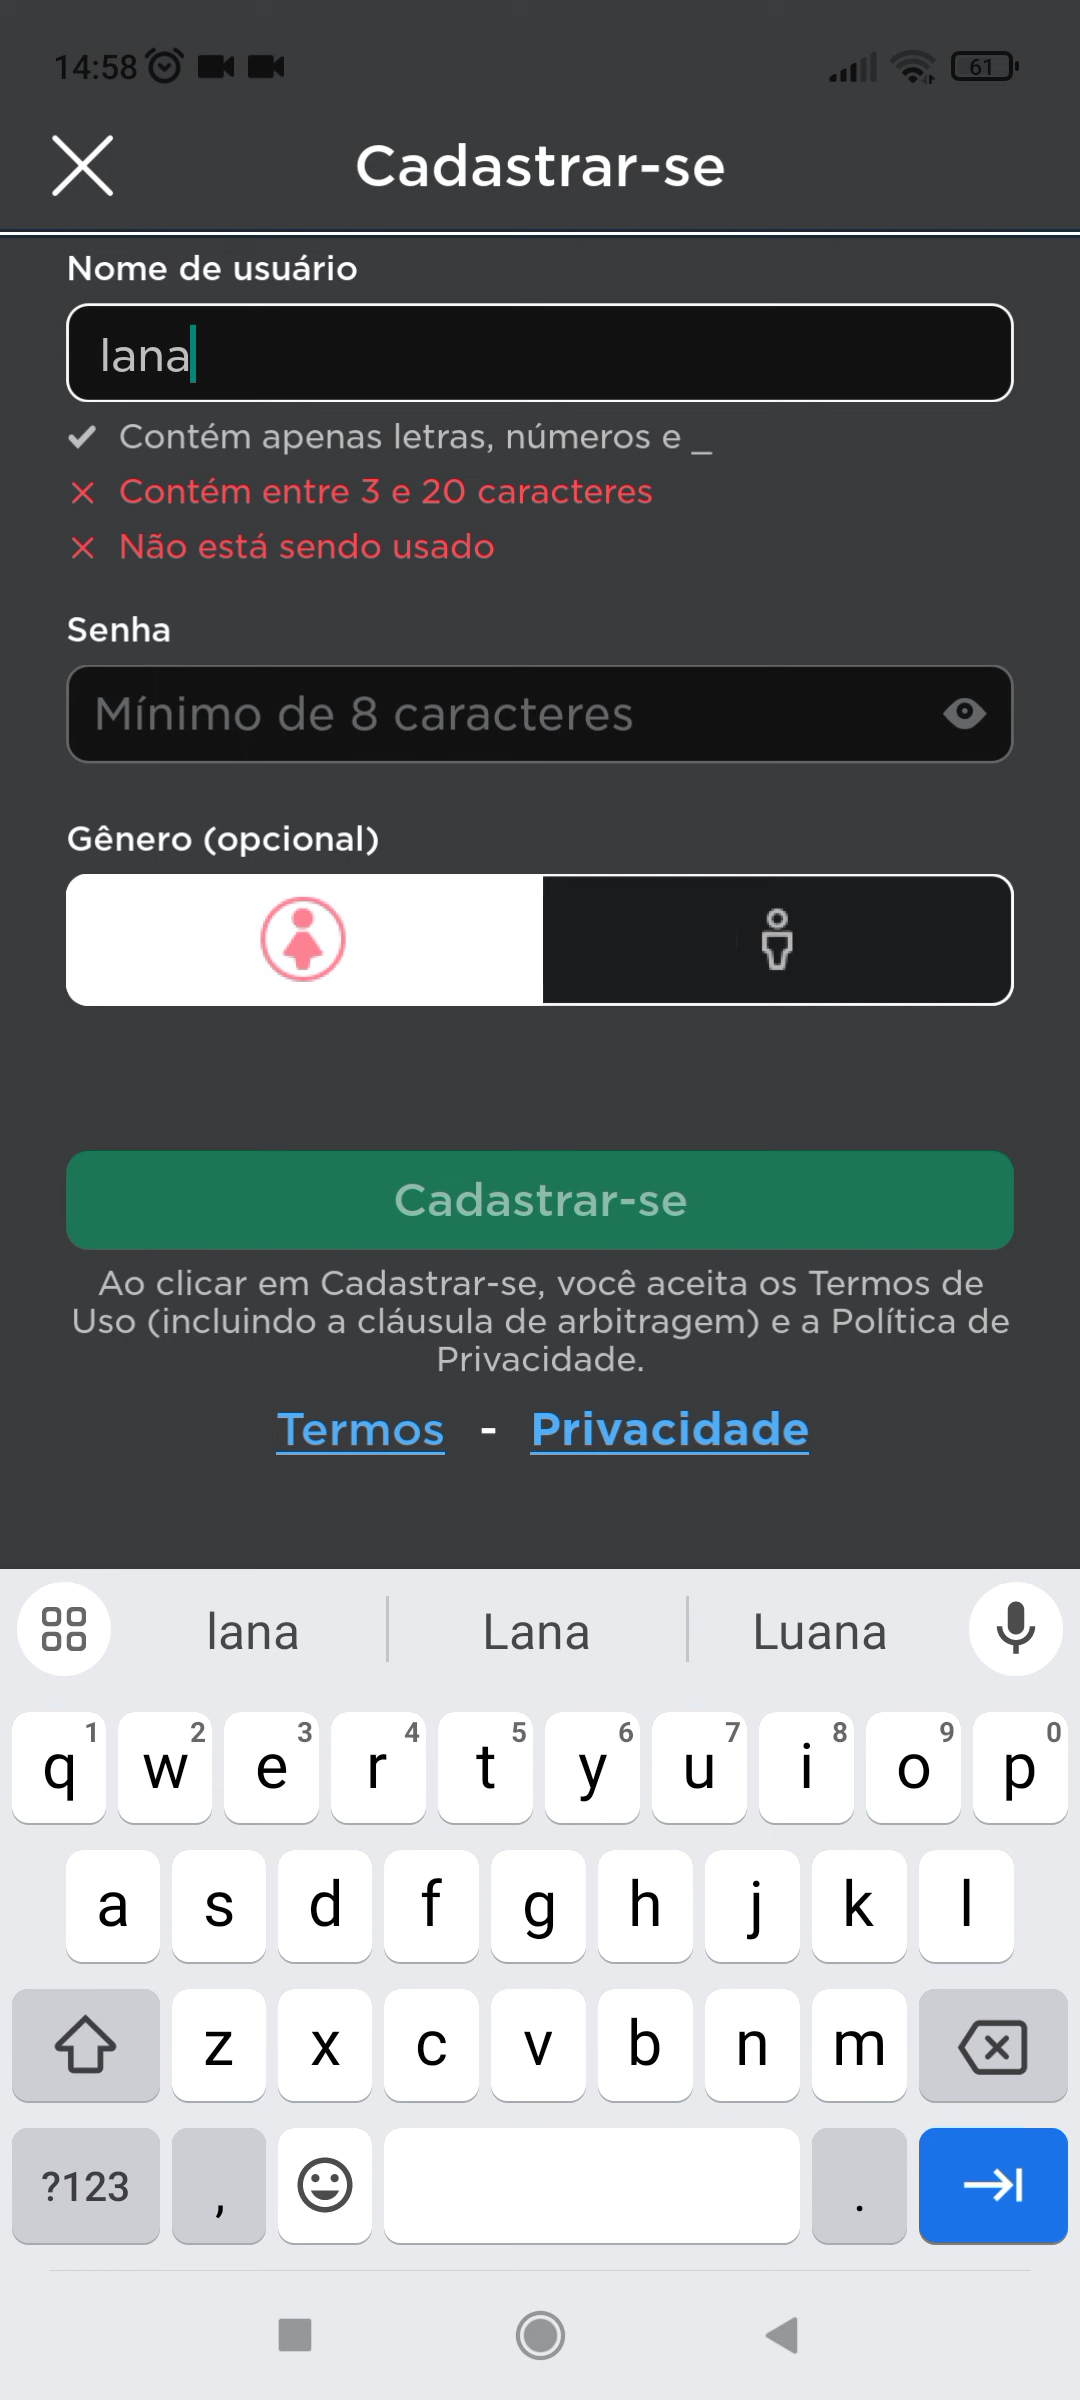 14:58
61
Cadastrar-se
Nome de usuário
lana
Contém apenas letras, números e _
Contém entre 3 e 20 caracteres
Não está sendo usado
Senha
Mínimo de 8 caracteres
Gênero (opcional)
Cadastrar-se
Ao clicar em Cadastrar-se, você aceita os Termos de
Uso (incluindo a cláusula de arbitragem) e a Política de
Privacidade.
Termos - Privacidade
lana Lana Luana
1 2 3 4 5 6 7 8 9 0
q w e r t y u i o p
a s d f g h j k l
z x c v b n m
?123 , .